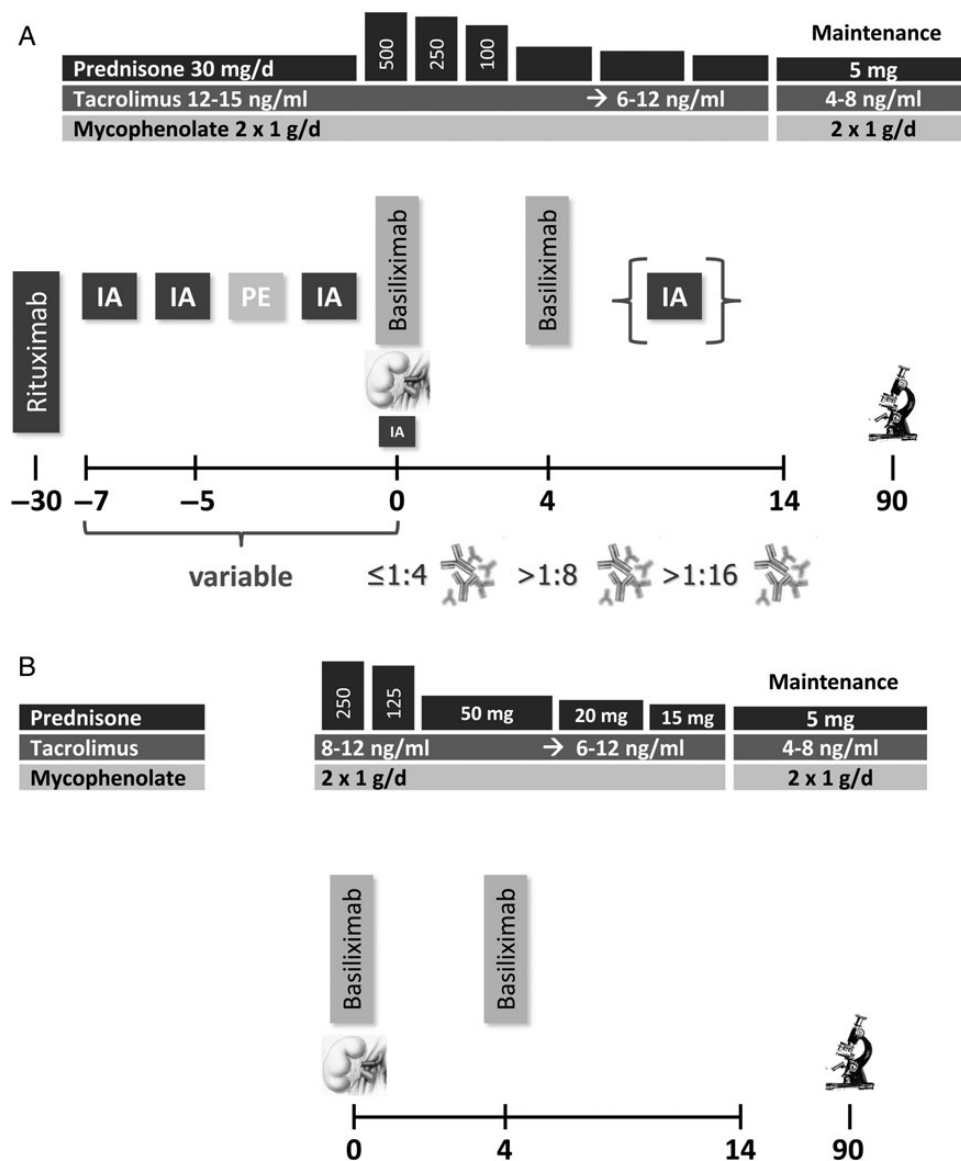 A
Maintenance
500 250 100
Prednisone 30 mg/d 5 mg
Tacrolimus 12-15 ng/ml → 6-12 ng/ml 4-8 ng/ml
Mycophenolate 2 x 1 g/d 2 x 1 g/d
Rituximab
IA IA PE IA
Basiliximab
Basiliximab
IA
IA
–30 –7 –5 0 4 14 90
variable
≤1:4 >1:8 >1:16
B
Maintenance
250 125
50 mg 20 mg 15 mg
Prednisone 5 mg
Tacrolimus 8-12 ng/ml → 6-12 ng/ml 4-8 ng/ml
Mycophenolate 2 x 1 g/d 2 x 1 g/d
Basiliximab
Basiliximab
0 4 14 90